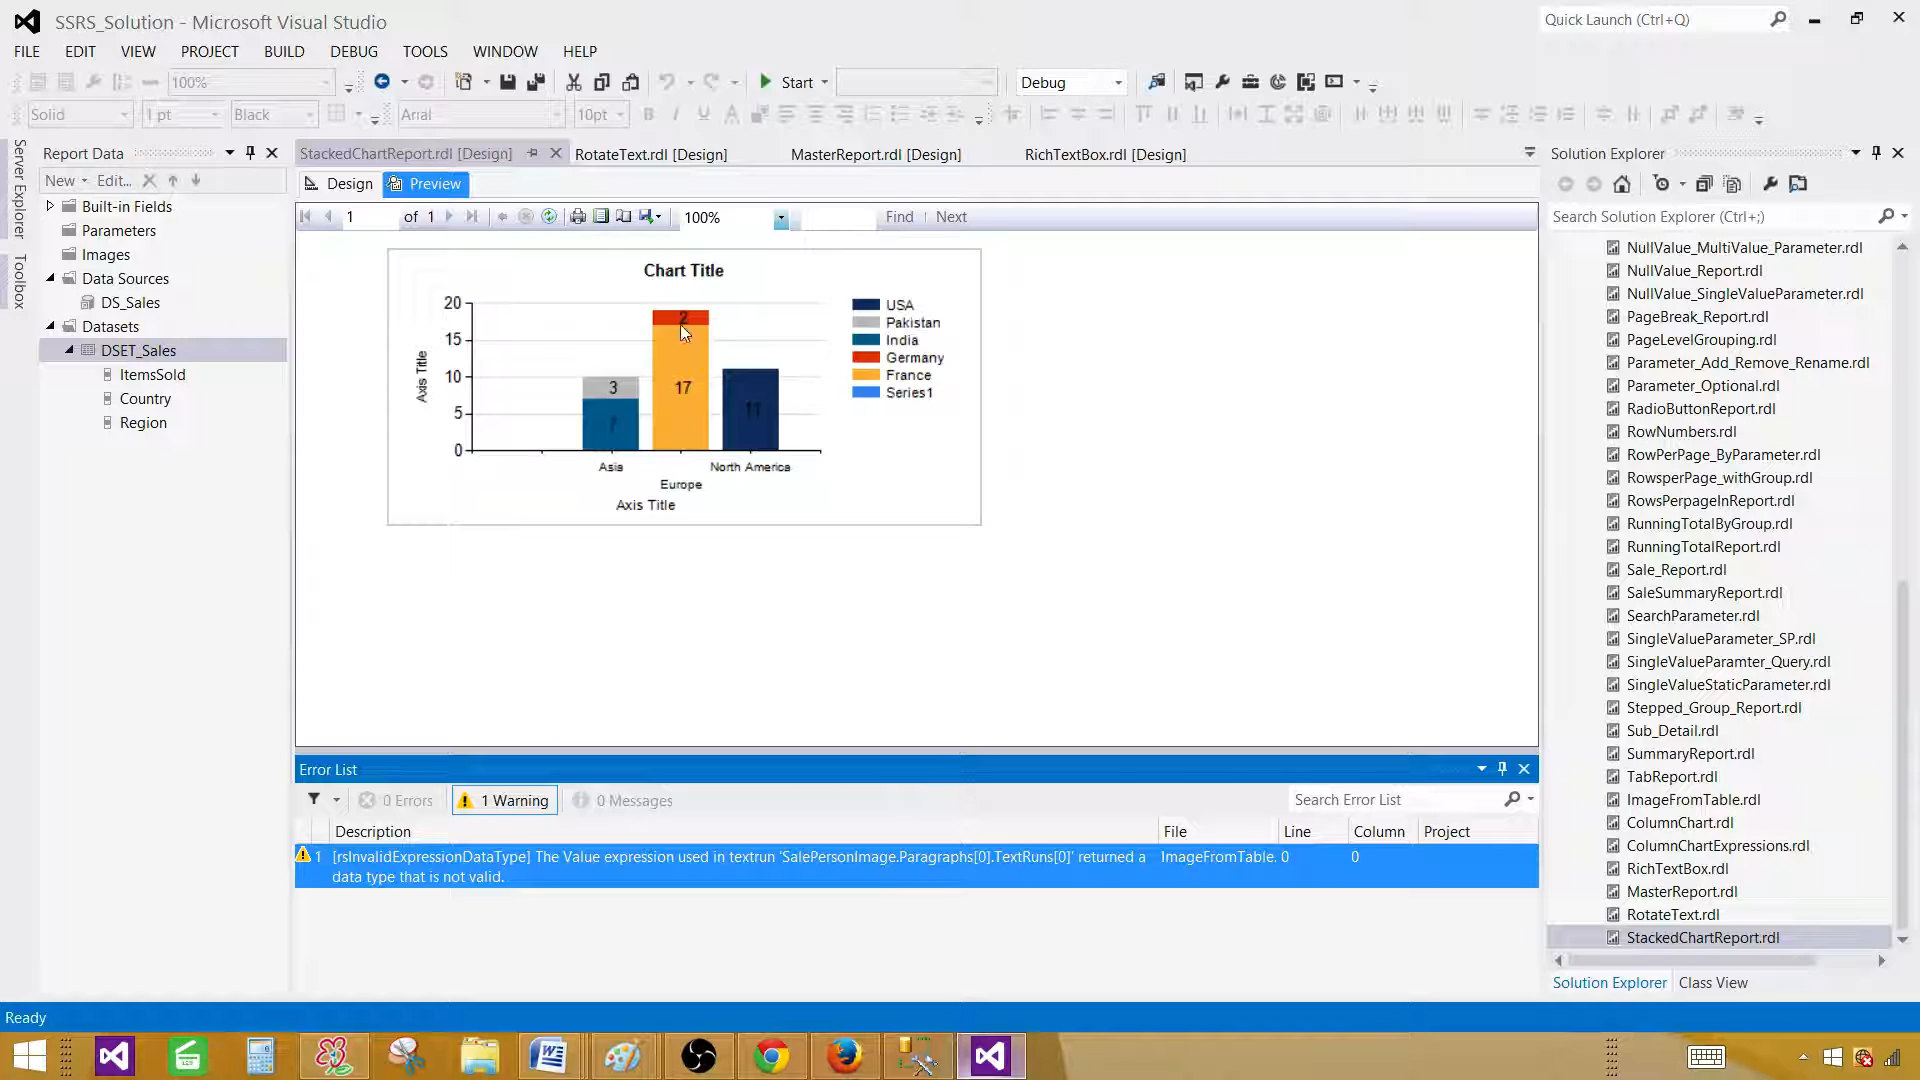 SSRS_Solution - Microsoft Visual Studio
Quick Launch (Ctrl+Q)
FILE EDIT VIEW PROJECT BUILD DEBUG TOOLS WINDOW HELP
100% Start Debug
Solid 1 pt Black Arial 10pt B I U A
Server Explorer
Toolbox
Report Data
New Edit...
Built-in Fields
Parameters
Images
Data Sources
DS_Sales
Datasets
DSET_Sales
ItemsSold
Country
Region
StackedChartReport.rdl [Design] RotateText.rdl [Design] MasterReport.rdl [Design] RichTextBox.rdl [Design]
Design Preview
1 of 1 100% Find Next
Chart Title
20
15
10
5
0
Axis Title
3
7
2
17
11
Asia
Europe
North America
Axis Title
USA
Pakistan
India
Germany
France
Series1
Error List
0 Errors 1 Warning 0 Messages Search Error List
Description File Line Column Project
1 [rsInvalidExpressionDataType] The Value expression used in textrun 'SalePersonImage.Paragraphs[0].TextRuns[0]' returned a ImageFromTable. 0 0
data type that is not valid.
Solution Explorer
Search Solution Explorer (Ctrl+;)
NullValue_MultiValue_Parameter.rdl
NullValue_Report.rdl
NullValue_SingleValueParameter.rdl
PageBreak_Report.rdl
PageLevelGrouping.rdl
Parameter_Add_Remove_Rename.rdl
Parameter_Optional.rdl
RadioButtonReport.rdl
RowNumbers.rdl
RowPerPage_ByParameter.rdl
RowsperPage_withGroup.rdl
RowsPerpageInReport.rdl
RunningTotalByGroup.rdl
RunningTotalReport.rdl
Sale_Report.rdl
SaleSummaryReport.rdl
SearchParameter.rdl
SingleValueParameter_SP.rdl
SingleValueParamter_Query.rdl
SingleValueStaticParameter.rdl
Stepped_Group_Report.rdl
Sub_Detail.rdl
SummaryReport.rdl
TabReport.rdl
ImageFromTable.rdl
ColumnChart.rdl
ColumnChartExpressions.rdl
RichTextBox.rdl
MasterReport.rdl
RotateText.rdl
StackedChartReport.rdl
Solution Explorer Class View
Ready